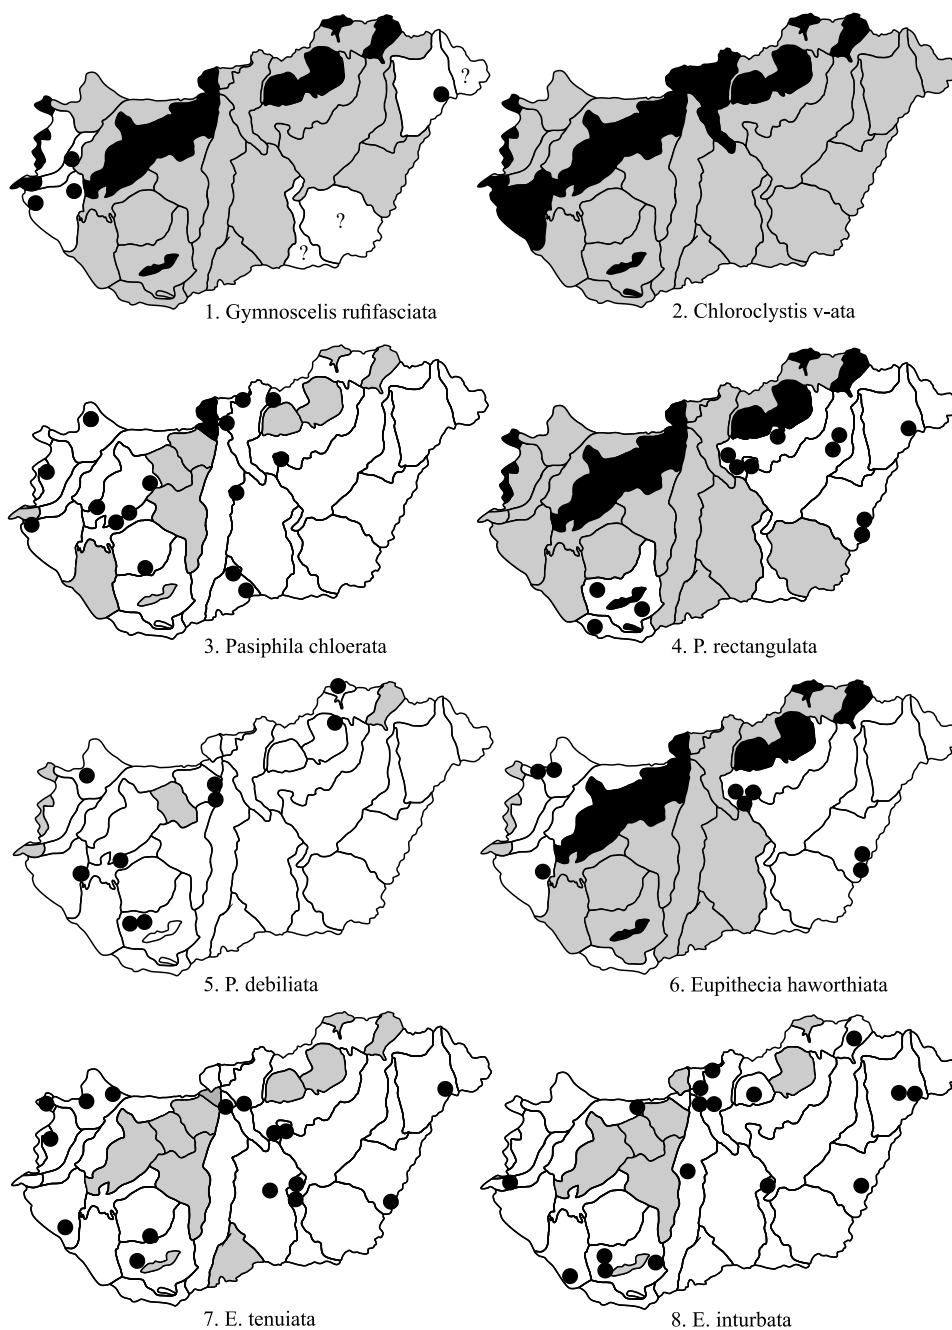 ?
?
?
1. Gymnoscelis rufifasciata
2. Chloroclystis v-ata
3. Pasiphila chloerata
4. P. rectangulata
5. P. debiliata
6. Eupithecia haworthiata
7. E. tenuiata
8. E. inturbata